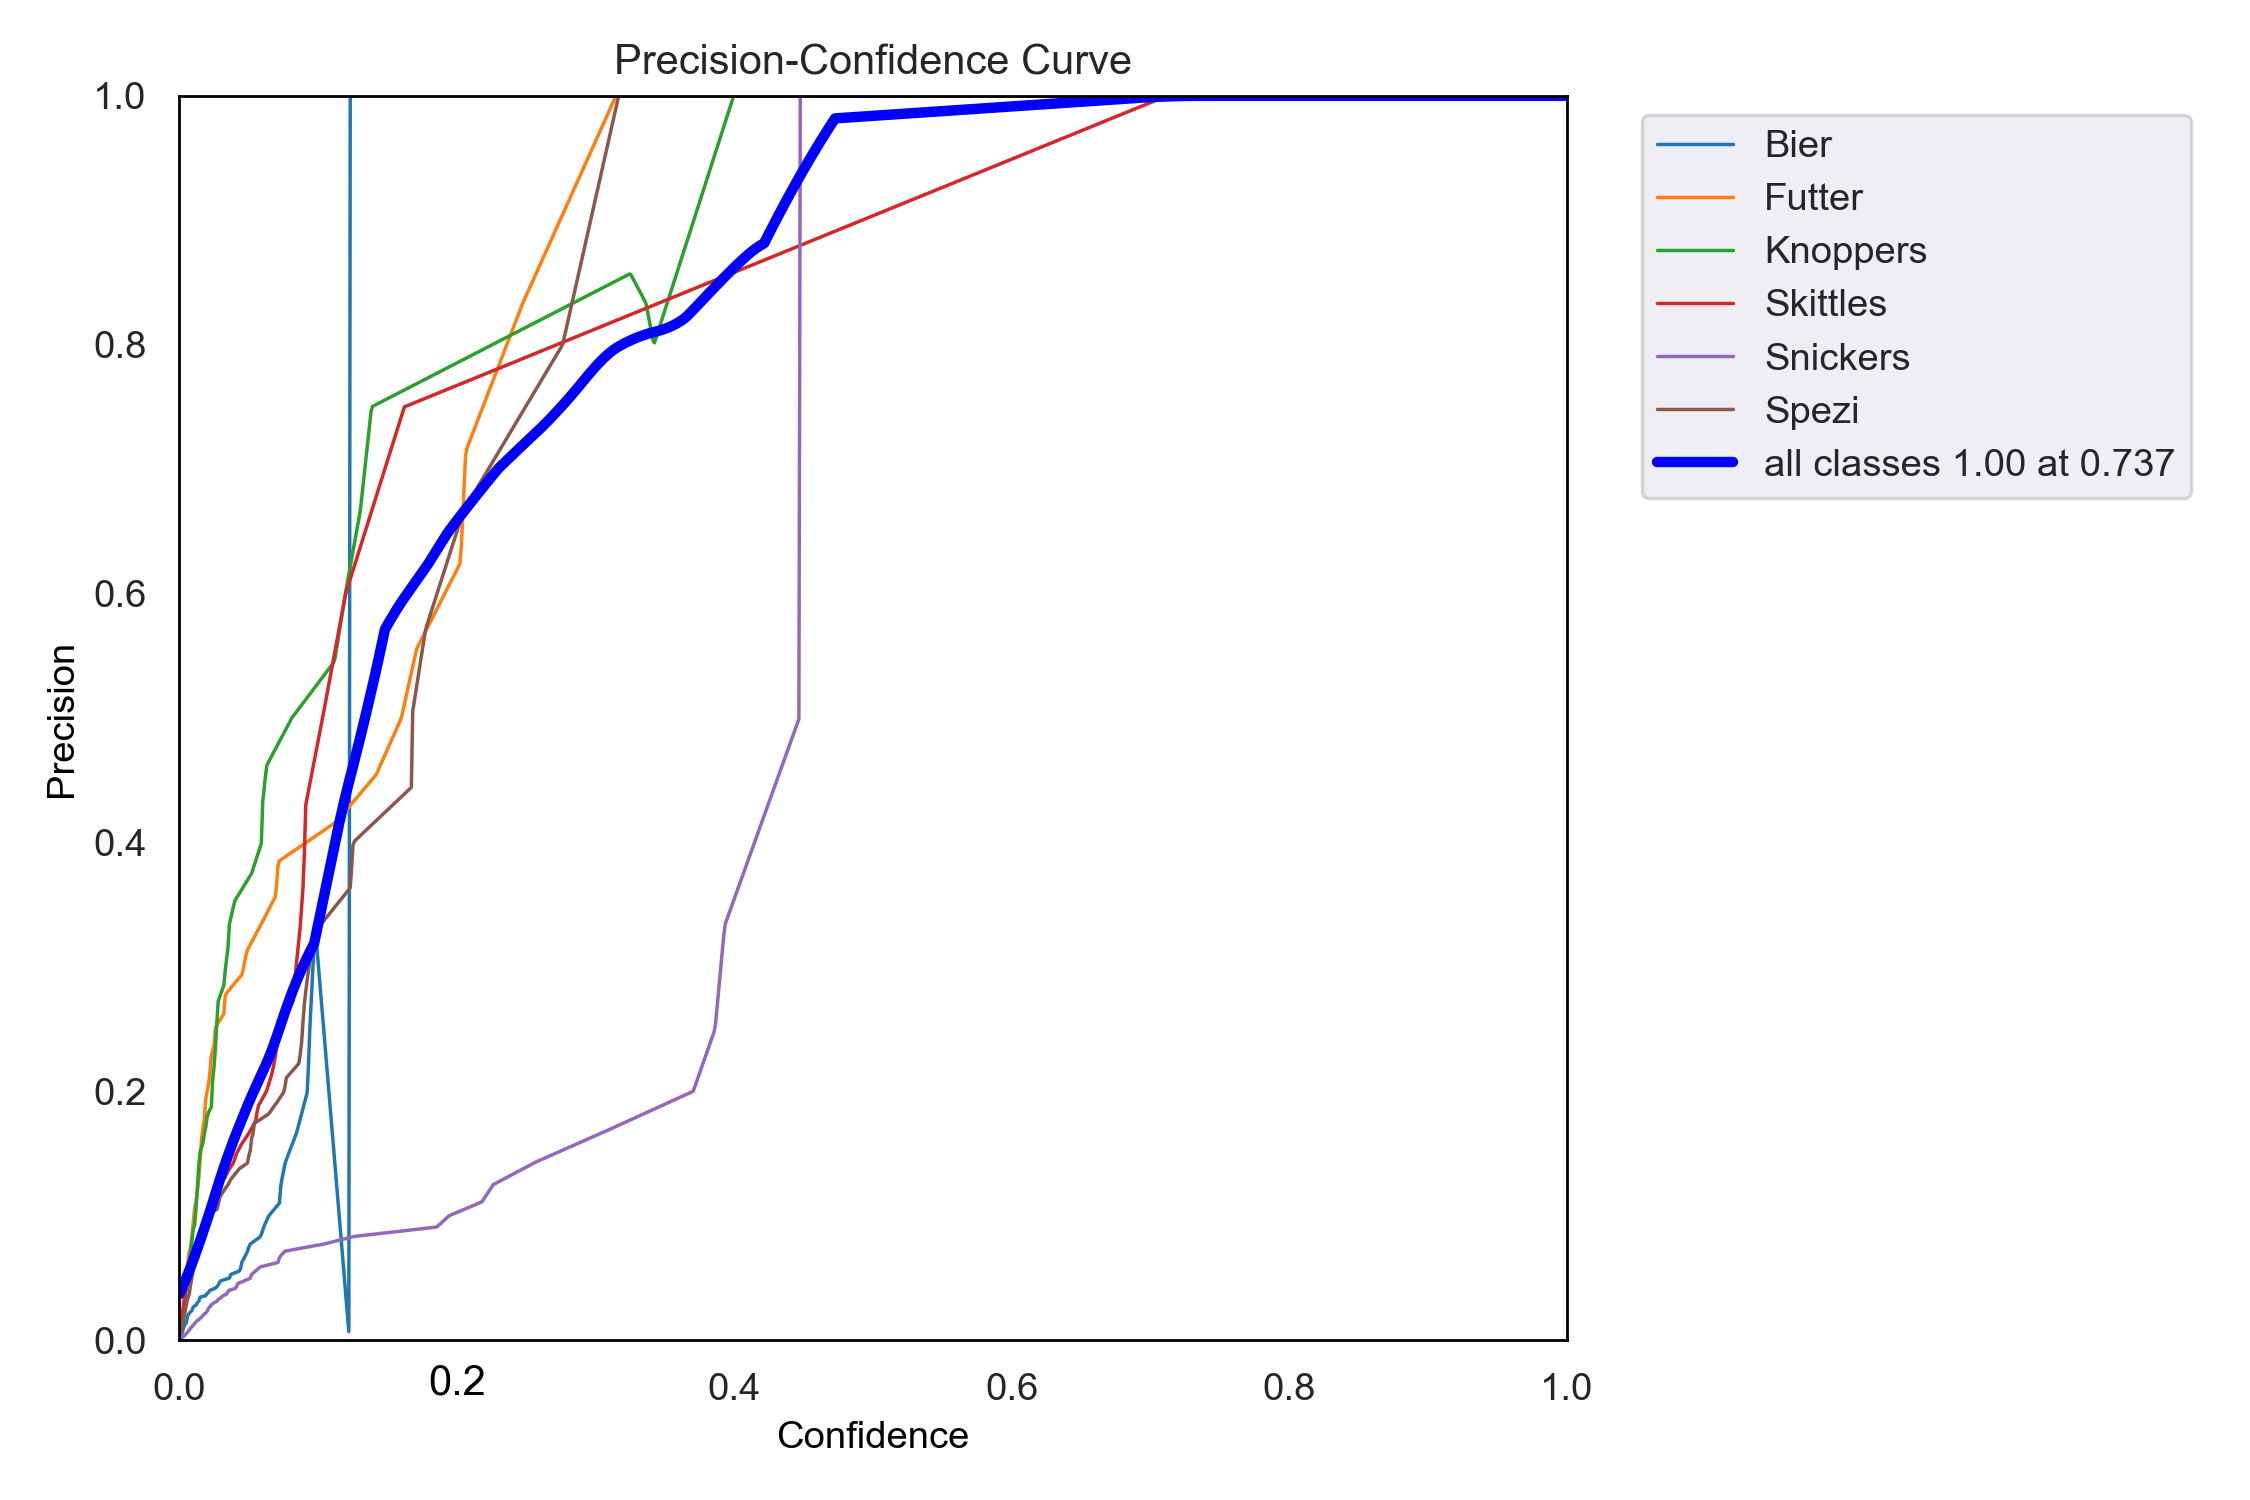 Precision-Confidence Curve
1.0
0.8
0.6
0.4
0.2
0.0
Precision
0.0 0.2 0.4 0.6 0.8 1.0
Confidence
Bier
Futter
Knoppers
Skittles
Snickers
Spezi
all classes 1.00 at 0.737